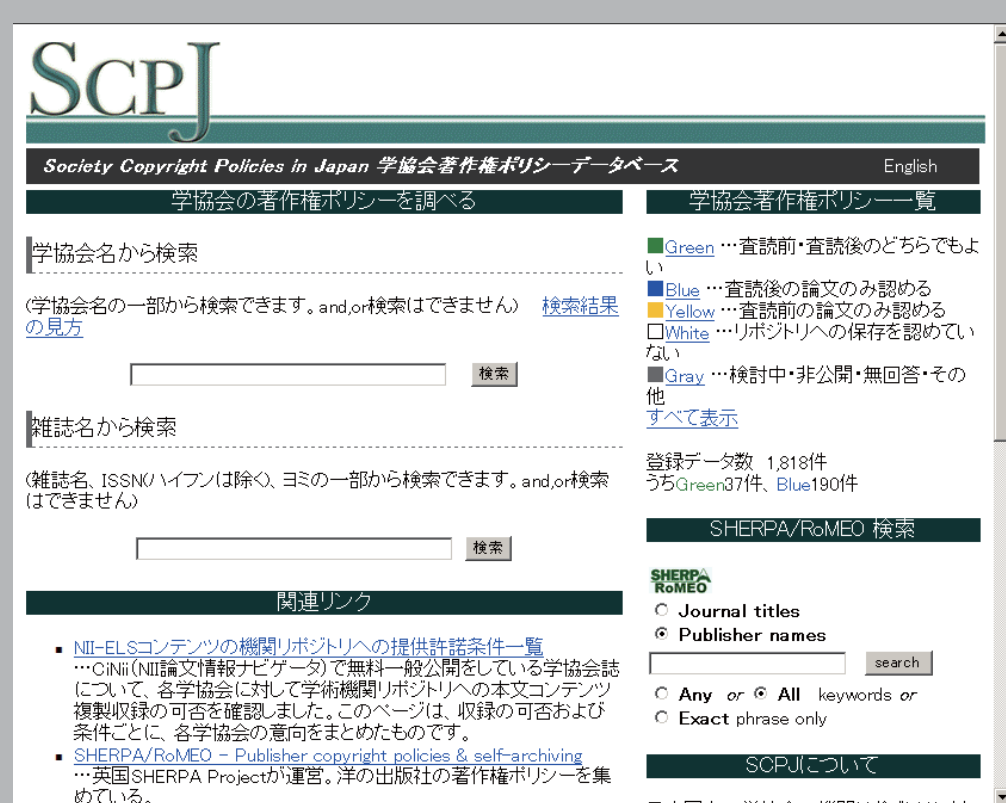 SCPJ
Society Copyright Policies in Japan 学協会著作権ポリシーデータベース
English
学協会の著作権ポリシーを調べる
学協会名から検索
(学協会名の一部から検索できます。and,or検索はできません) 検索結果
の見方
検索
雑誌名から検索
(雑誌名、ISSN(ハイフンは除く)、ヨミの一部から検索できます。and,or検索
はできません)
検索
関連リンク
NII-ELSコンテンツの機関リポジトリへの提供許諾条件一覧
…CiNii(NII論文情報ナビゲータ)で無料一般公開をしている学協会誌
について、各学協会に対して学術機関リポジトリへの本文コンテンツ
複製収録の可否を確認しました。このページは、収録の可否および
条件ごとに、各学協会の意向をまとめたものです。
SHERPA/RoMEO - Publisher copyright policies & self-archiving
…英国SHERPA Projectが運営。洋の出版社の著作権ポリシーを集
めている。
学協会著作権ポリシー一覧
Green …査読前・査読後のどちらでもよ
い
Blue …査読後の論文のみ認める
Yellow …査読前の論文のみ認める
White …リポジトリへの保存を認めてい
ない
Gray …検討中・非公開・無回答・その
他
すべて表示
登録データ数 1,818件
うちGreen37件、Blue190件
SHERPA/RoMEO 検索
SHERPA
RoMEO
Journal titles
Publisher names
search
Any or All keywords or
Exact phrase only
SCPJについて